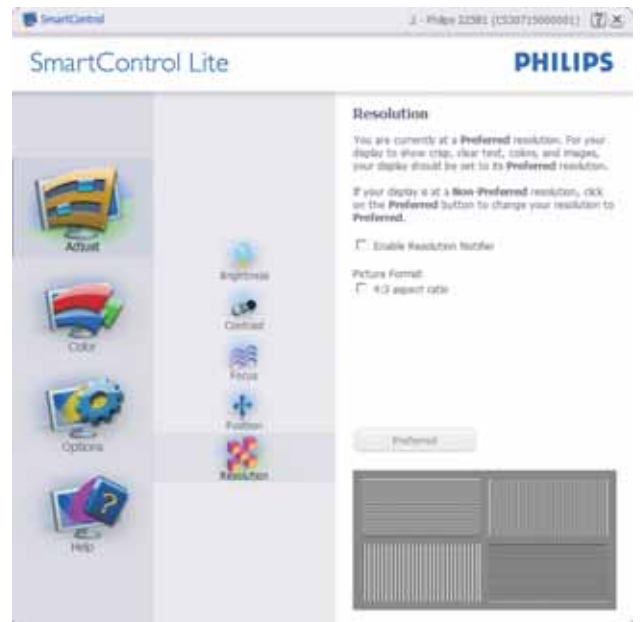 SmartControl
SmartControl Lite
PHILIPS
Adjust
Color
Options
Help
Brightness
Contrast
Focus
Position
Resolution
Resolution
You are currently at a Preferred resolution. For your
display to show crisp, clear text, colors, and images,
your display should be set to its Preferred resolution.
If your display is at a Non-Preferred resolution, click
on the Preferred button to change your resolution to
Preferred.
Enable Resolution Notifier
Picture Format
4:3 aspect ratio
Preferred